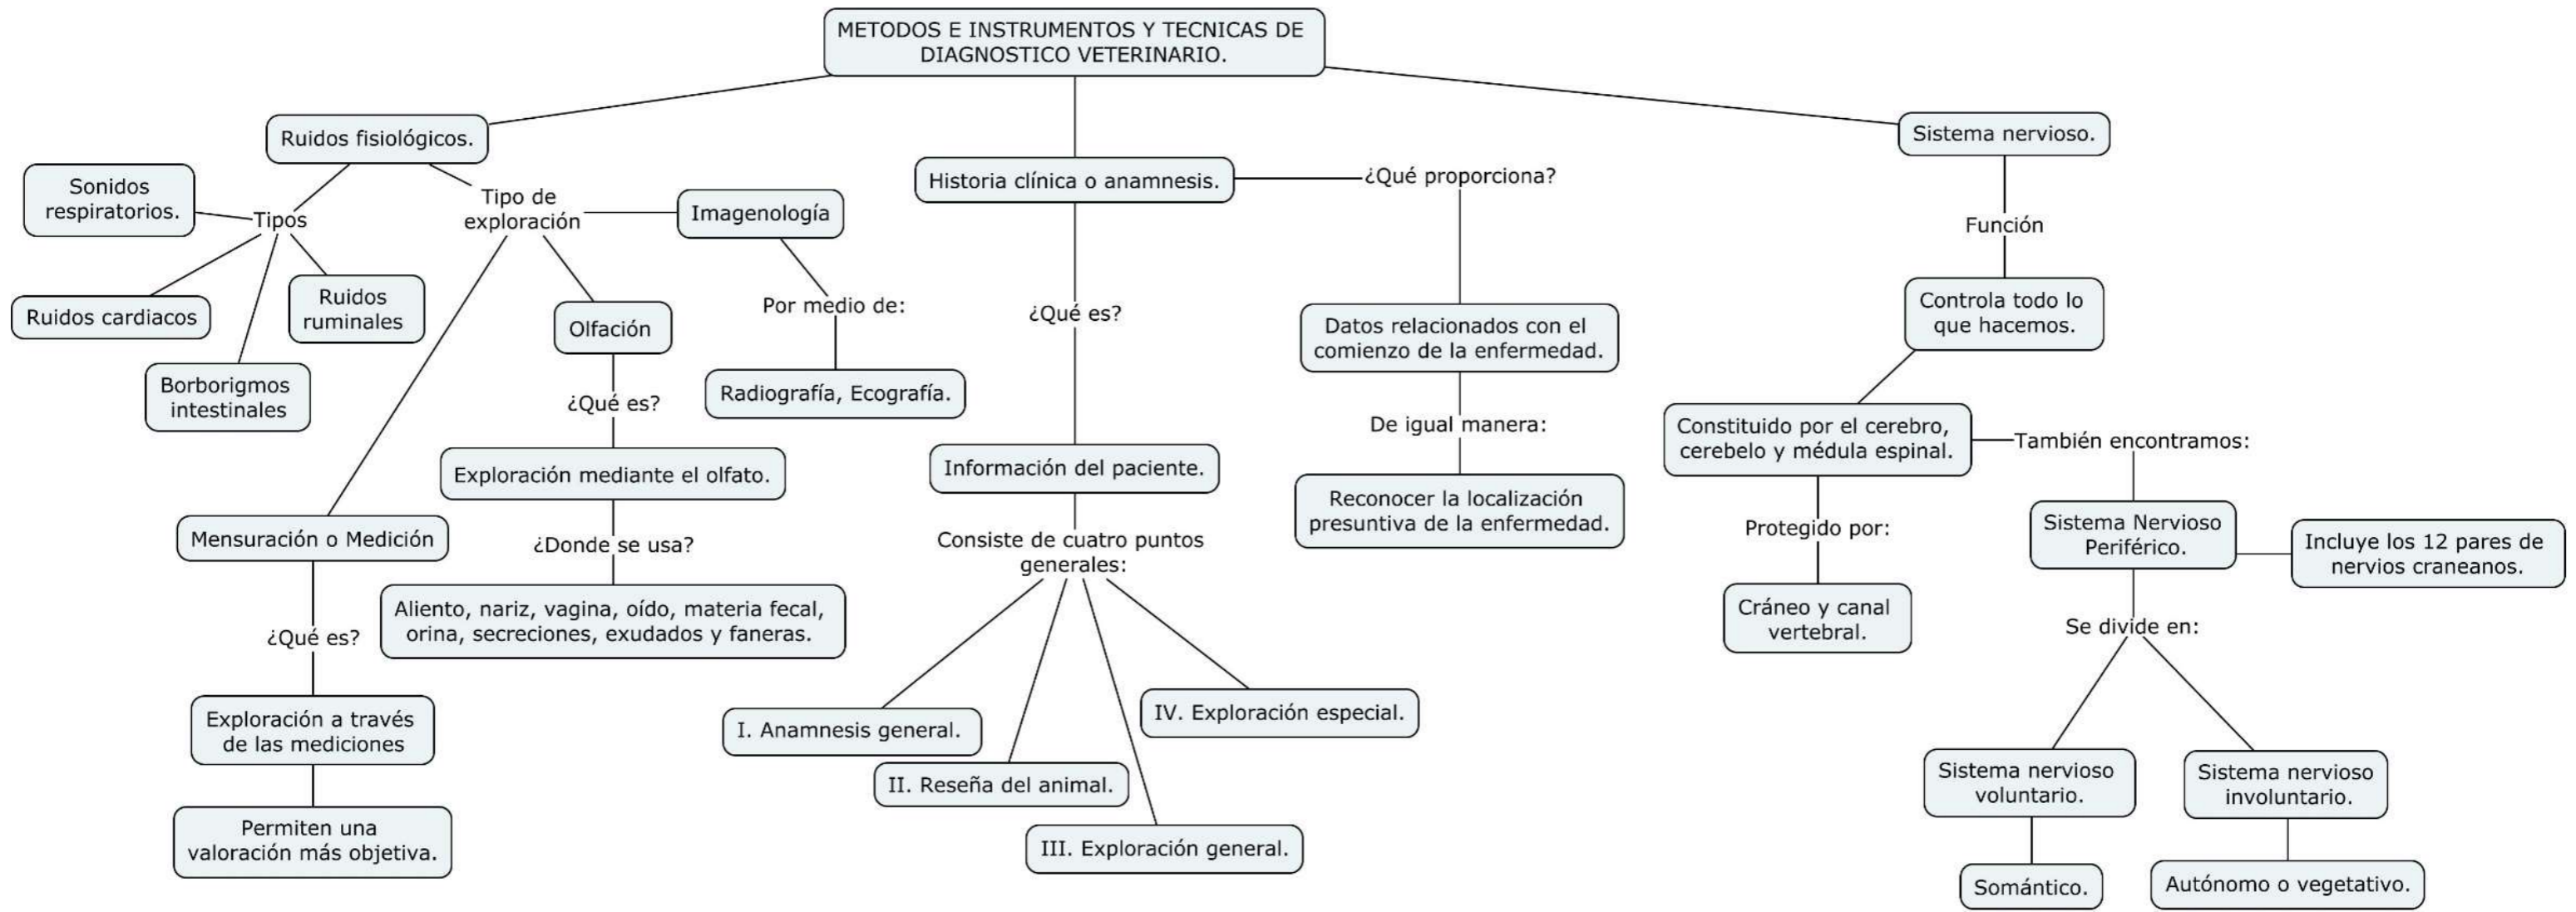 METODOS E INSTRUMENTOS Y TECNICAS DE
DIAGNOSTICO VETERINARIO.
Ruidos fisiológicos.
Sonidos
respiratorios.
Tipos
Ruidos cardiacos
Borborigmos
intestinales
Ruidos
ruminales
Tipo de
exploración
Imagenología
Por medio de:
Radiografía, Ecografía.
Olfación
¿Qué es?
Exploración mediante el olfato.
¿Donde se usa?
Aliento, nariz, vagina, oído, materia fecal,
orina, secreciones, exudados y faneras.
Mensuración o Medición
¿Qué es?
Exploración a través
de las mediciones
Permiten una
valoración más objetiva.
Historia clínica o anamnesis.
¿Qué proporciona?
Datos relacionados con el
comienzo de la enfermedad.
De igual manera:
Reconocer la localización
presuntiva de la enfermedad.
¿Qué es?
Información del paciente.
Consiste de cuatro puntos
generales:
I. Anamnesis general.
II. Reseña del animal.
III. Exploración general.
IV. Exploración especial.
Sistema nervioso.
Función
Controla todo lo
que hacemos.
Constituido por el cerebro,
cerebelo y médula espinal.
Protegido por:
Cráneo y canal
vertebral.
También encontramos:
Sistema Nervioso
Periférico.
Incluye los 12 pares de
nervios craneanos.
Se divide en:
Sistema nervioso
voluntario.
Somántico.
Sistema nervioso
involuntario.
Autónomo o vegetativo.